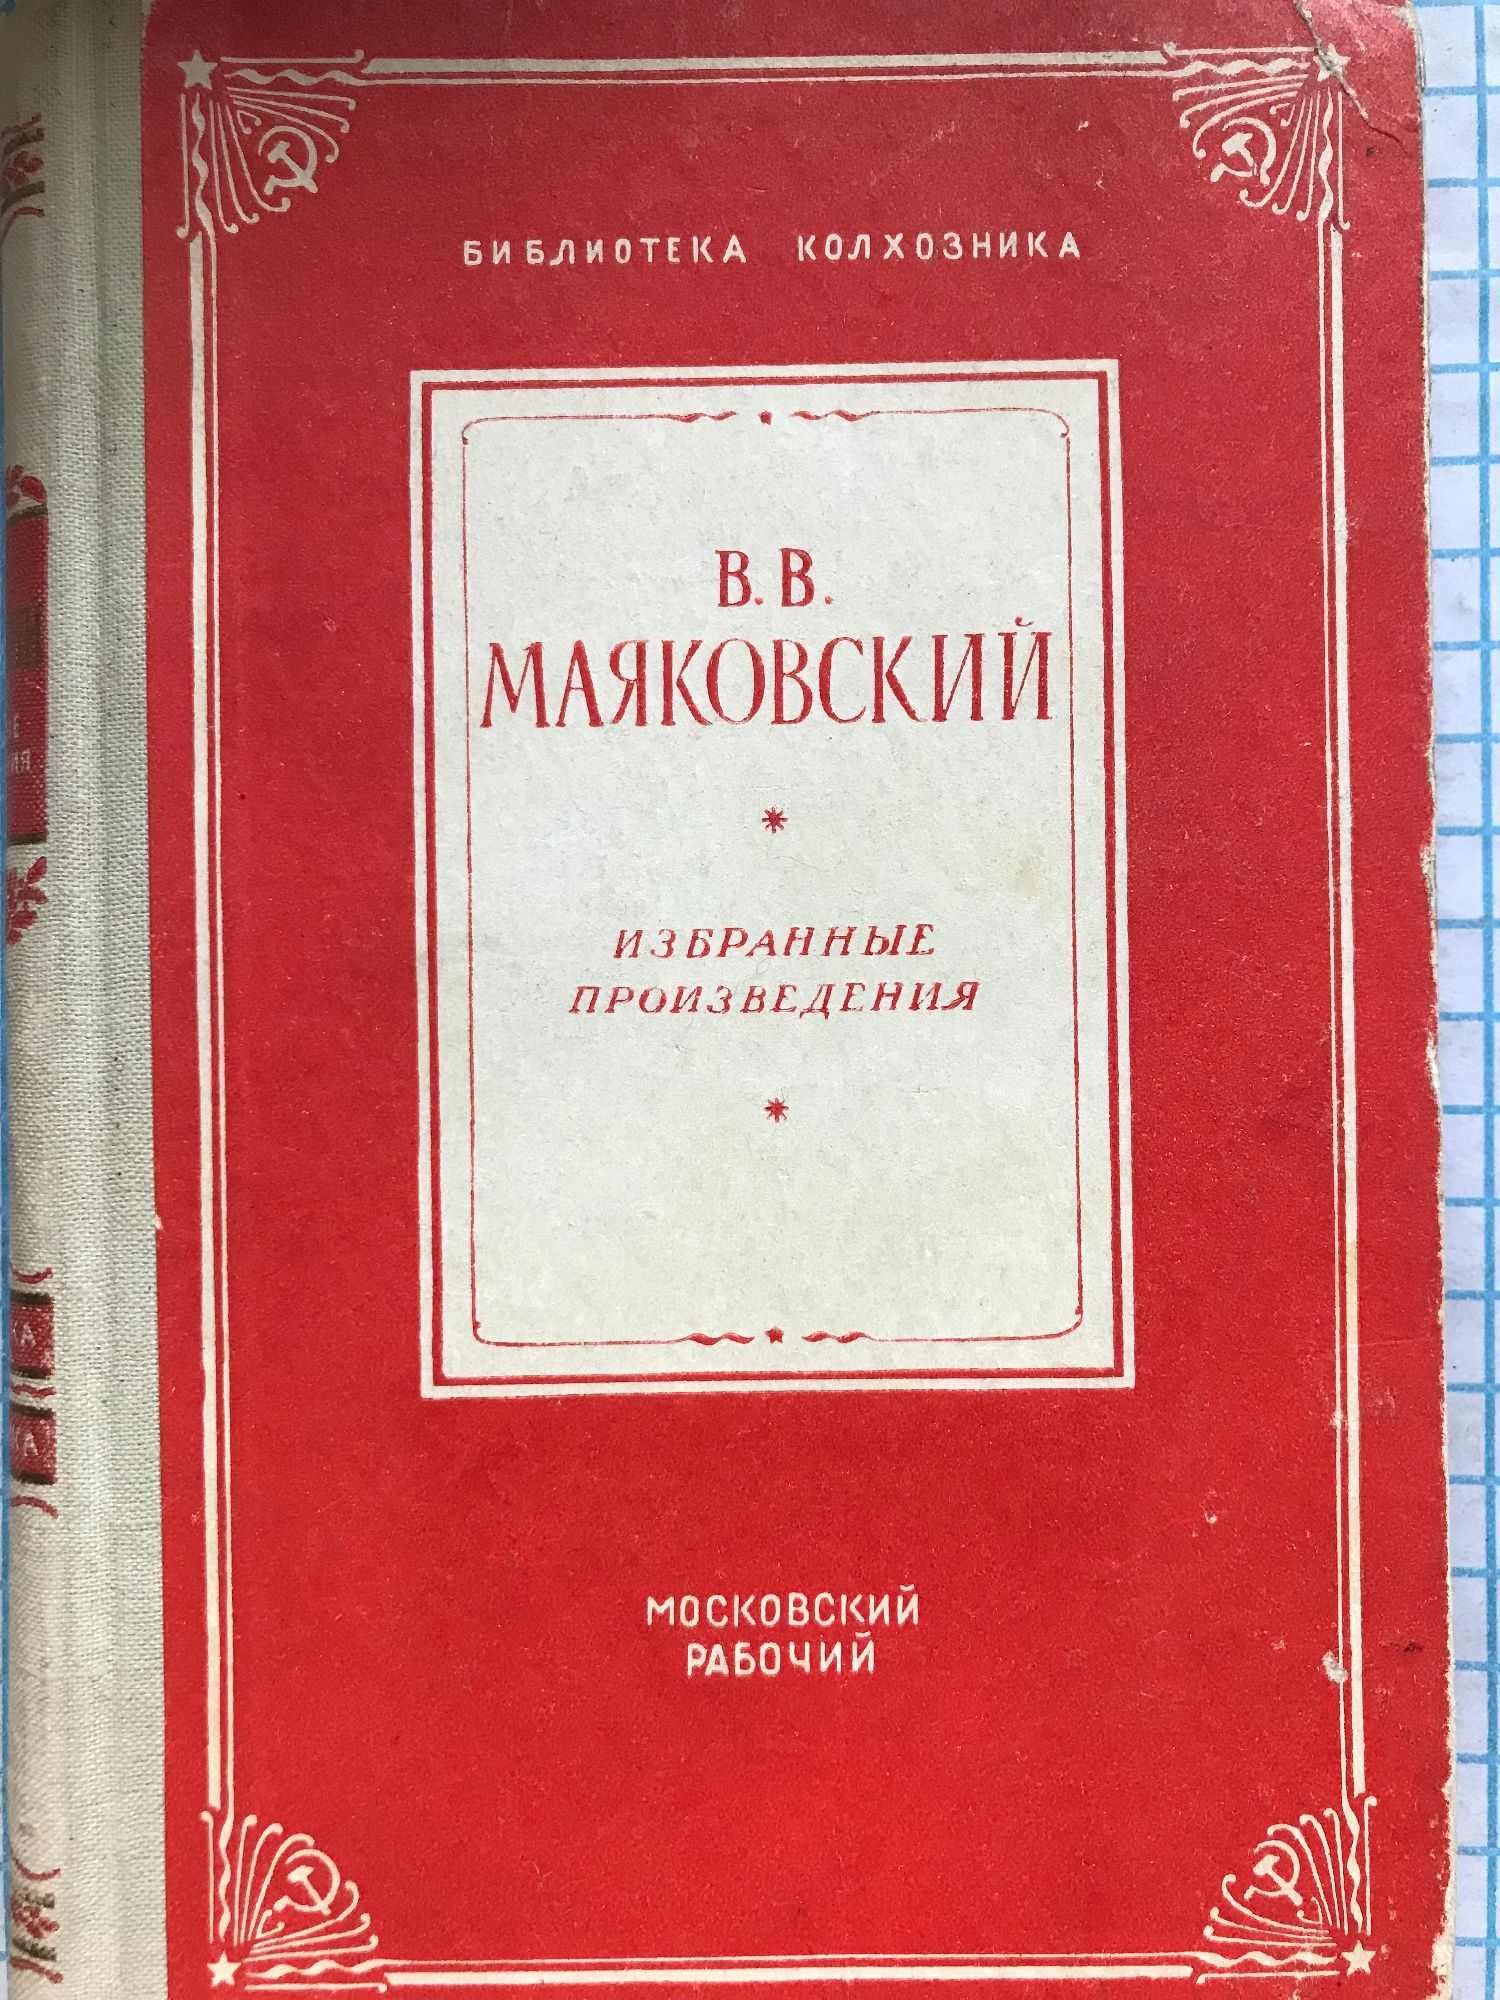 БИБЛИОТЕКА КОЛХОЗНИКА
В. В.
МАЯКОВСКИЙ
ИЗБРАННЫЕ
ПРОИЗВЕДЕНИЯ
МОСКОВСКИЙ
РАБОЧИЙ